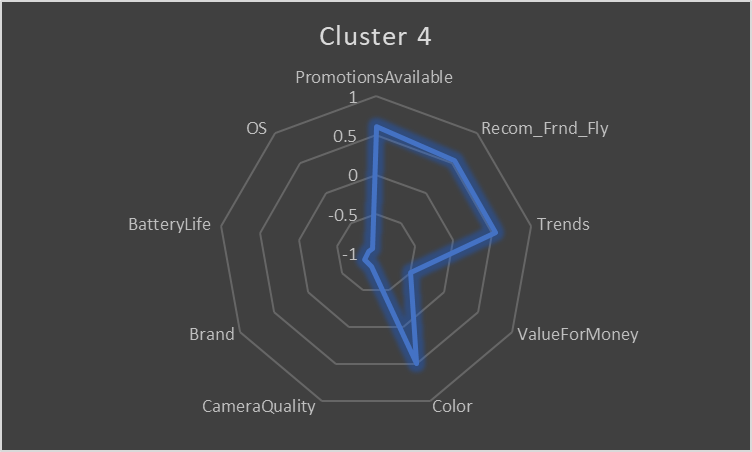 Cluster 4
PromotionsAvailable
1
Recom_Frnd_Fly
OS
0.5
0
-0.5
BatteryLife
Trends
-1
Brand
ValueForMoney
CameraQuality
Color